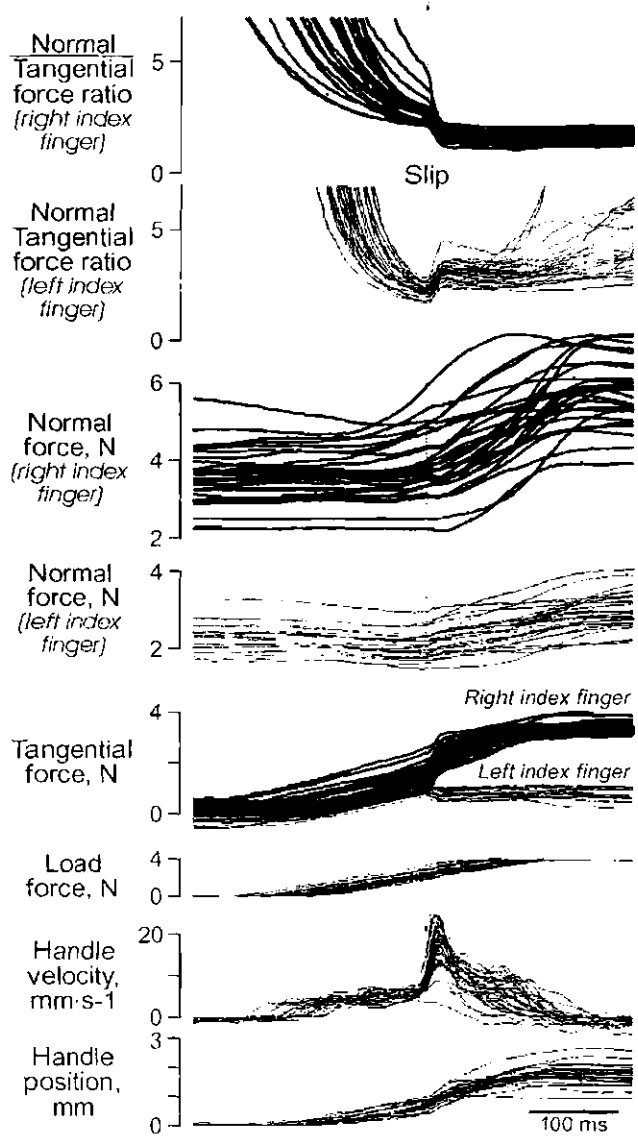 Normal
Tangential
force ratio
(right index
finger)
5
0
Slip
Normal
Tangential
force ratio
(left index
finger)
5
0
Normal
force, N
(right index
finger)
6
4
2
Normal
force, N
(left index
finger)
4
2
Tangential
force, N
4
0
Right index finger
Left index finger
Load
force, N
4
0
Handle
velocity,
mm·s-1
20
0
Handle
position,
mm
3
0
100 ms